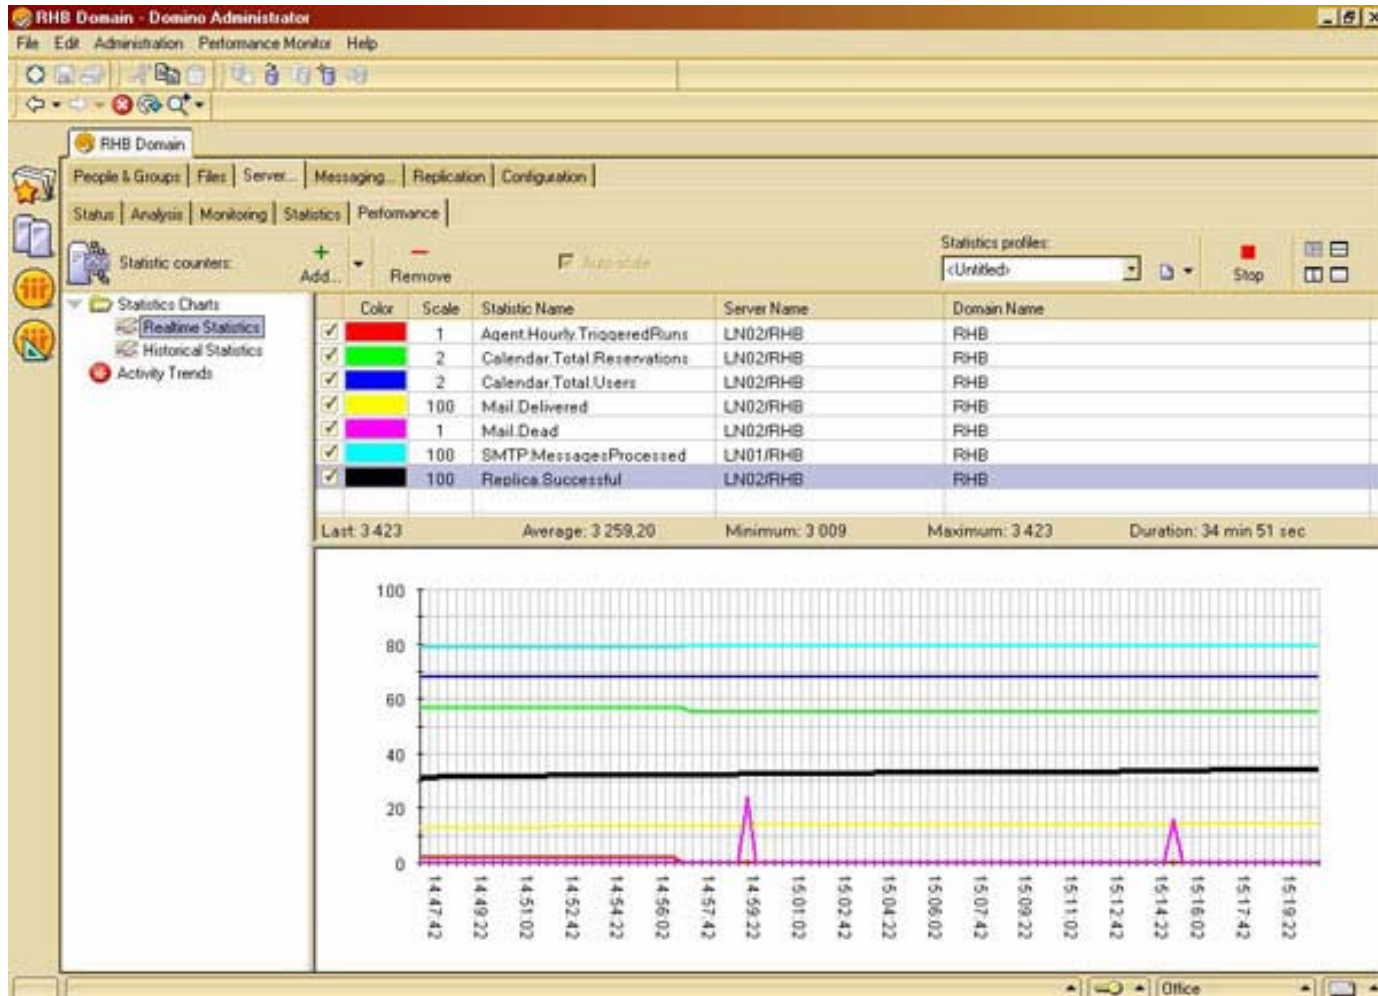 RHB Domain - Domino Administrator
File Edit Administration Performance Monitor Help
RHB Domain
People & Groups Files Server... Messaging... Replication Configuration
Status Analysis Monitoring Statistics Performance
Statistic counters:
Add...
Remove
Auto-scale
Statistics profiles:
<Untitled>
Stop
Statistics Charts
Realtime Statistics
Historical Statistics
Activity Trends
Color Scale Statistic Name Server Name Domain Name
1 Agent.Hourly.TriggeredRuns LN02/RHB RHB
2 Calendar.Total.Reservations LN02/RHB RHB
2 Calendar.Total.Users LN02/RHB RHB
100 Mail.Delivered LN02/RHB RHB
1 Mail.Dead LN02/RHB RHB
100 SMTP.MessagesProcessed LN01/RHB RHB
100 Replica.Successful LN02/RHB RHB
Last: 3 423 Average: 3 259,20 Minimum: 3 009 Maximum: 3 423 Duration: 34 min 51 sec
100
80
60
40
20
0
14:47:42
14:49:22
14:51:02
14:52:42
14:54:22
14:56:02
14:57:42
14:59:22
15:01:02
15:02:42
15:04:22
15:06:02
15:07:42
15:09:22
15:11:02
15:12:42
15:14:22
15:16:02
15:17:42
15:19:22
Office